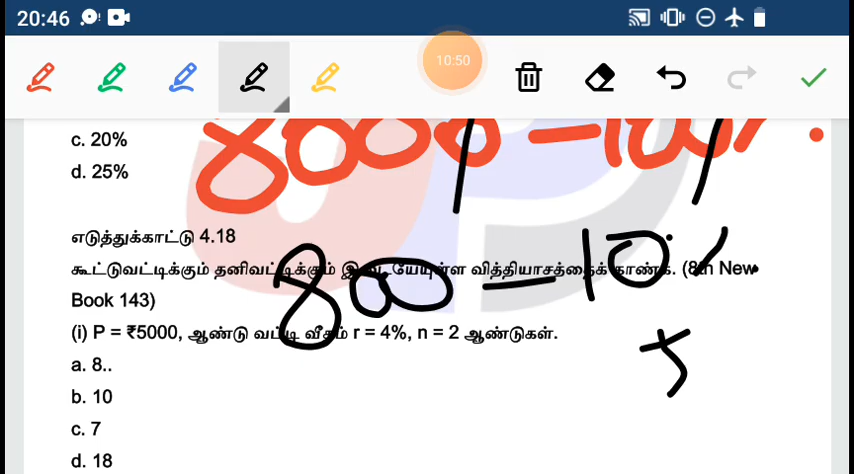 20:46
10:50
8000 - 10%
c. 20%
d. 25%
எடுத்துக்காட்டு 4.18
கூட்டுவட்டிக்கும் தனிவட்டிக்கும் இடையேயுள்ள வித்தியாசத்தைக் காண்க. (8th New
Book 143)
800 - 10%
(i) P = ₹5000, ஆண்டு வட்டி வீதம் r = 4%, n = 2 ஆண்டுகள்.
5
a. 8..
b. 10
c. 7
d. 18